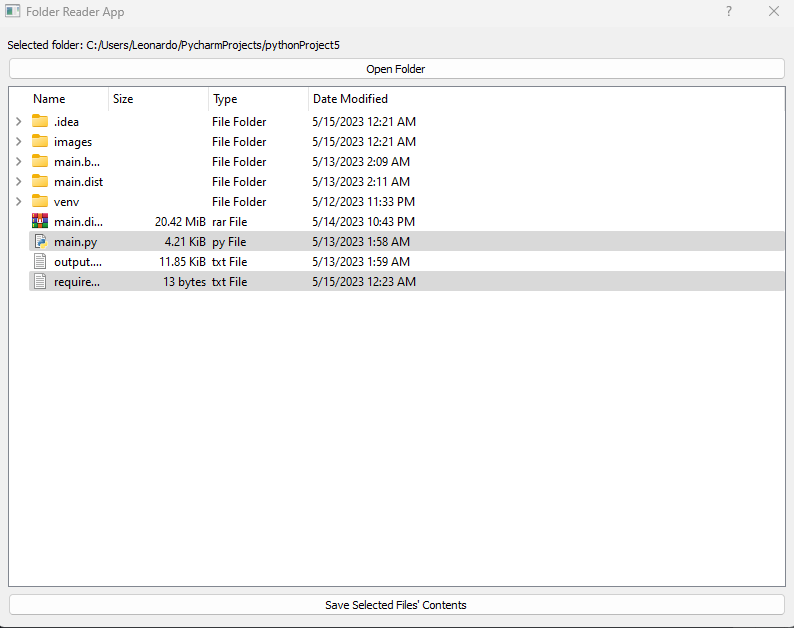 Folder Reader App ?
Selected folder: C:/Users/Leonardo/PycharmProjects/pythonProject5
Open Folder
Name Size Type Date Modified
.idea File Folder 5/15/2023 12:21 AM
images File Folder 5/15/2023 12:21 AM
main.b... File Folder 5/13/2023 2:09 AM
main.dist File Folder 5/13/2023 2:11 AM
venv File Folder 5/12/2023 11:33 PM
main.di... 20.42 MiB rar File 5/14/2023 10:43 PM
main.py 4.21 KiB py File 5/13/2023 1:58 AM
output.... 11.85 KiB txt File 5/13/2023 1:59 AM
require... 13 bytes txt File 5/15/2023 12:23 AM
Save Selected Files' Contents